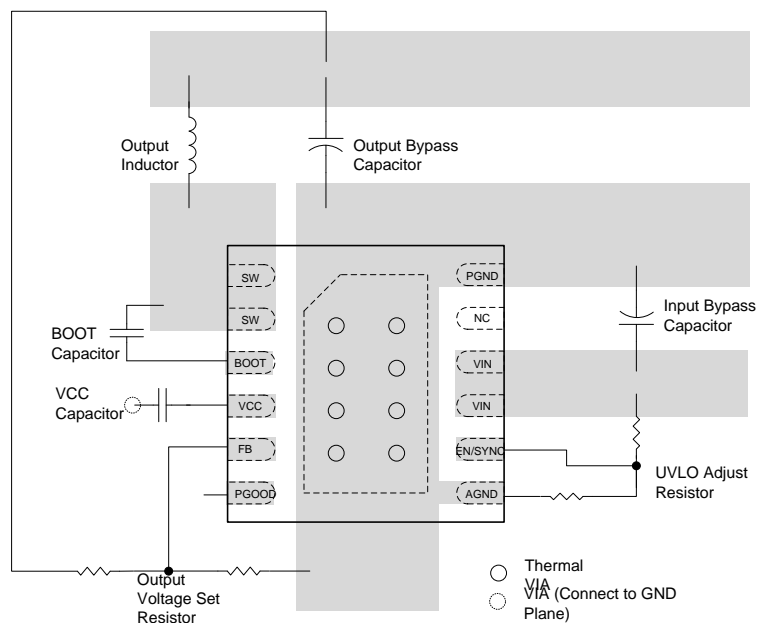 Output
Inductor
Output Bypass
Capacitor
SW
PGND
SW
NC
Input Bypass
Capacitor
BOOT
Capacitor
BOOT
VIN
VCC
Capacitor
VCC
VIN
FB
EN/SYNC
UVLO Adjust
Resistor
PGOOD
AGND
Output
Voltage Set
Resistor
Thermal
VIA
VIA (Connect to GND
Plane)